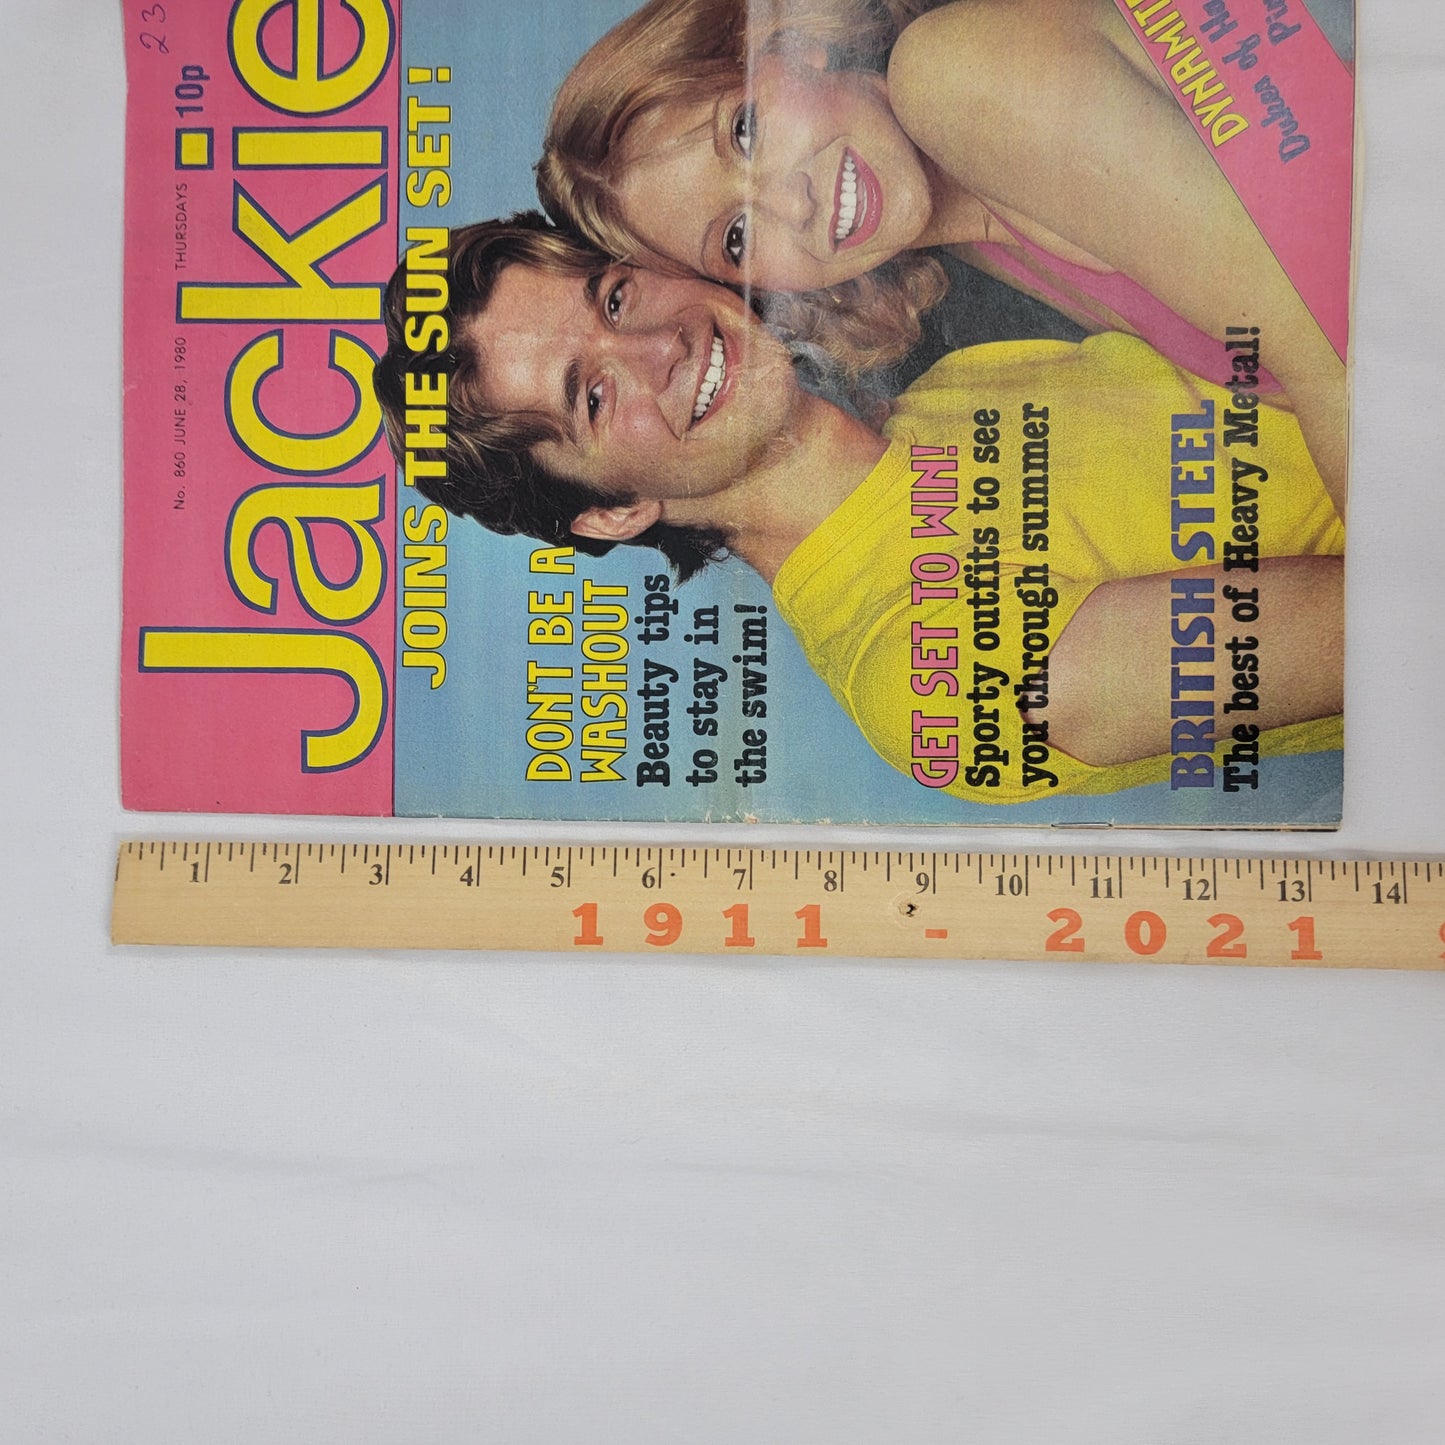 23
No. 860 JUNE 28, 1980 THURSDAYS 10p
Jackie
JOINS THE SUN SET!
DON'T BE A
WASHOUT
Beauty tips
to stay in
the swim!
GET SET TO WIN!
Sporty outfits to see
you through summer
BRITISH STEEL
The best of Heavy Metal!
Dukes of
1 2 3 4 5 6 7 8 9 10 11 12 13 14
1911 - 2021